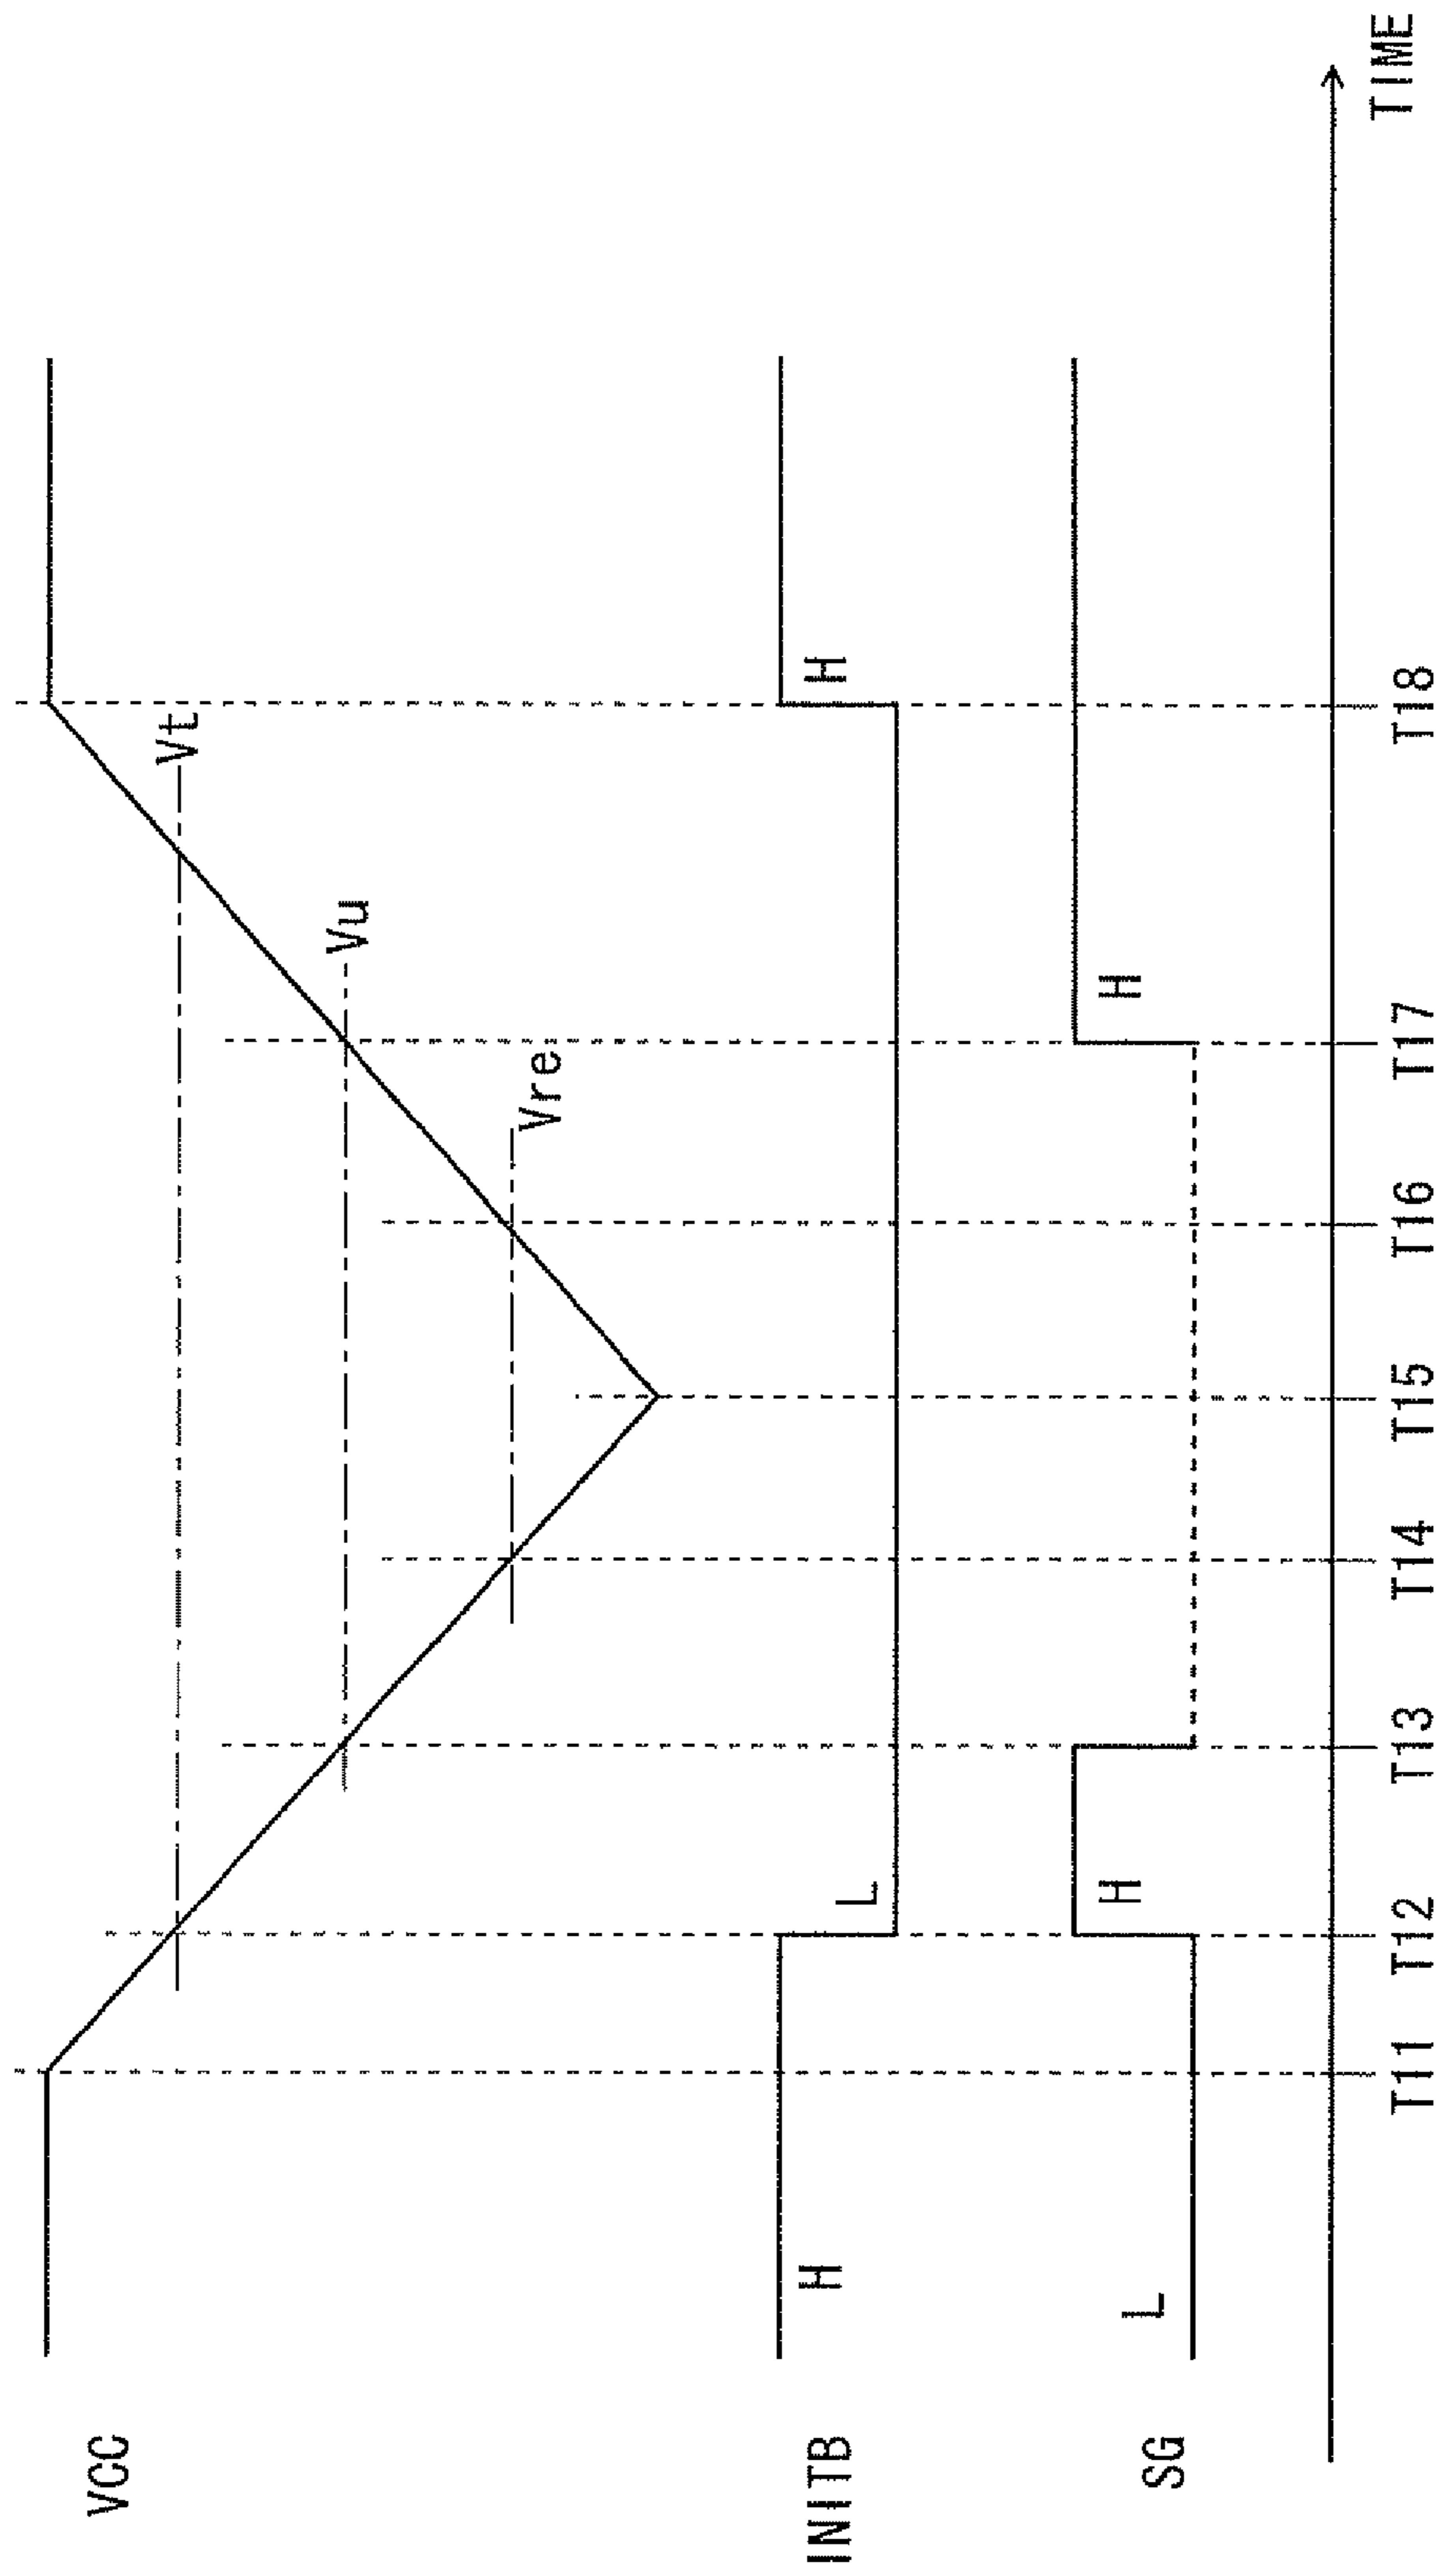 VCC
Vt
Vu
Vre
INITB
H
L
H
SG
L
H
H
T11 T12 T13 T14 T15 T16 T17 T18
TIME